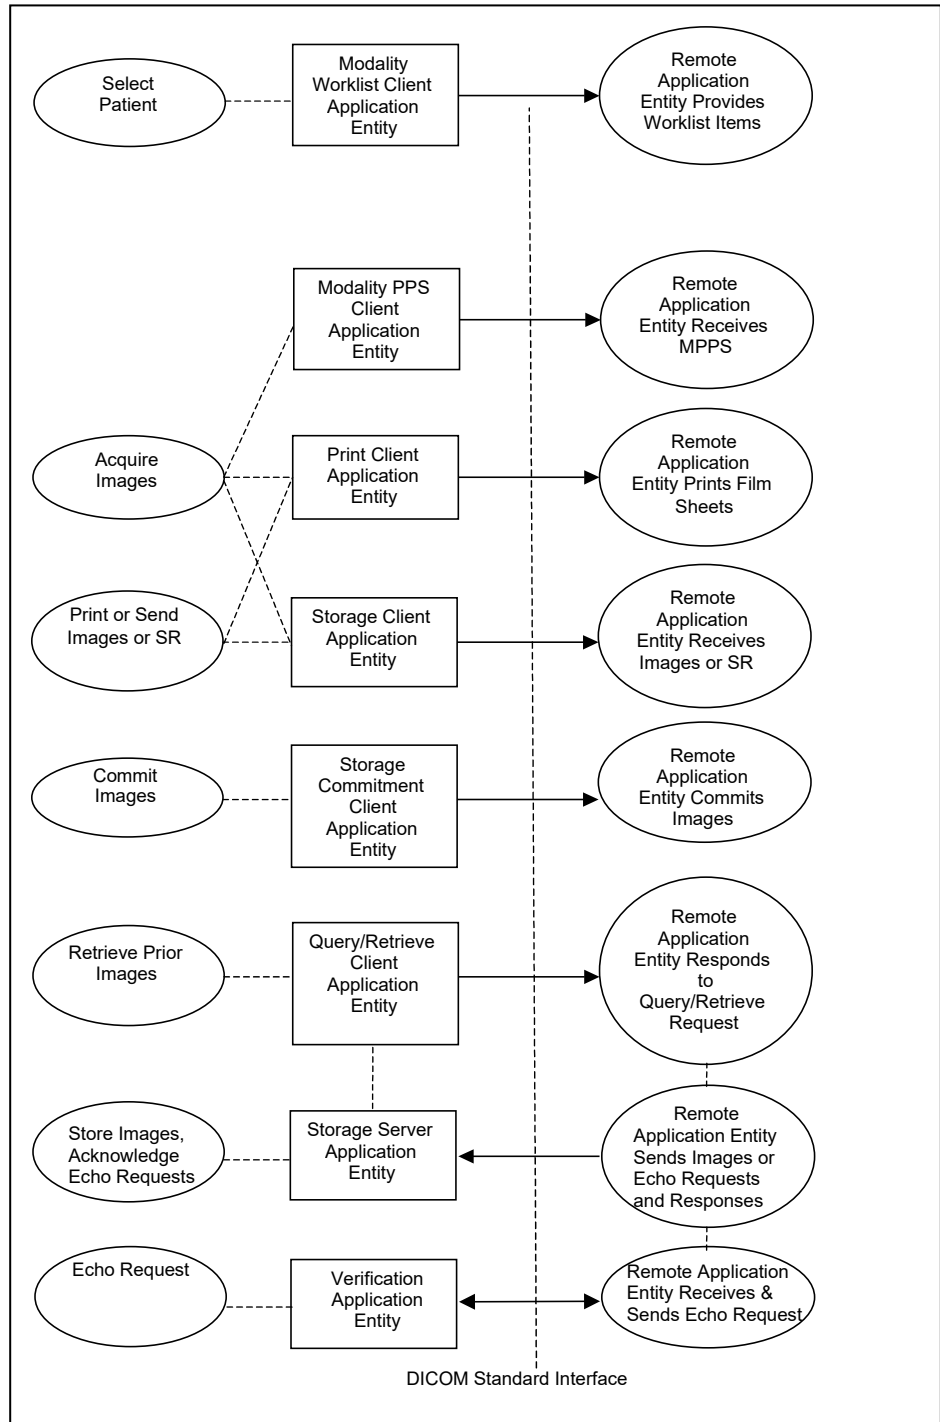 Select
Patient
Modality
Worklist Client
Application
Entity
Remote
Application
Entity Provides
Worklist Items
Modality PPS
Client
Application
Entity
Remote
Application
Entity Receives
MPPS
Acquire
Images
Print Client
Application
Entity
Remote
Application
Entity Prints Film
Sheets
Print or Send
Images or SR
Storage Client
Application
Entity
Remote
Application
Entity Receives
Images or SR
Commit
Images
Storage
Commitment
Client
Application
Entity
Remote
Application
Entity Commits
Images
Retrieve Prior
Images
Query/Retrieve
Client
Application
Entity
Remote
Application
Entity Responds
to
Query/Retrieve
Request
Store Images,
Acknowledge
Echo Requests
Storage Server
Application
Entity
Remote
Application Entity
Sends Images or
Echo Requests
and Responses
Echo Request
Verification
Application
Entity
Remote Application
Entity Receives &
Sends Echo Request
DICOM Standard Interface